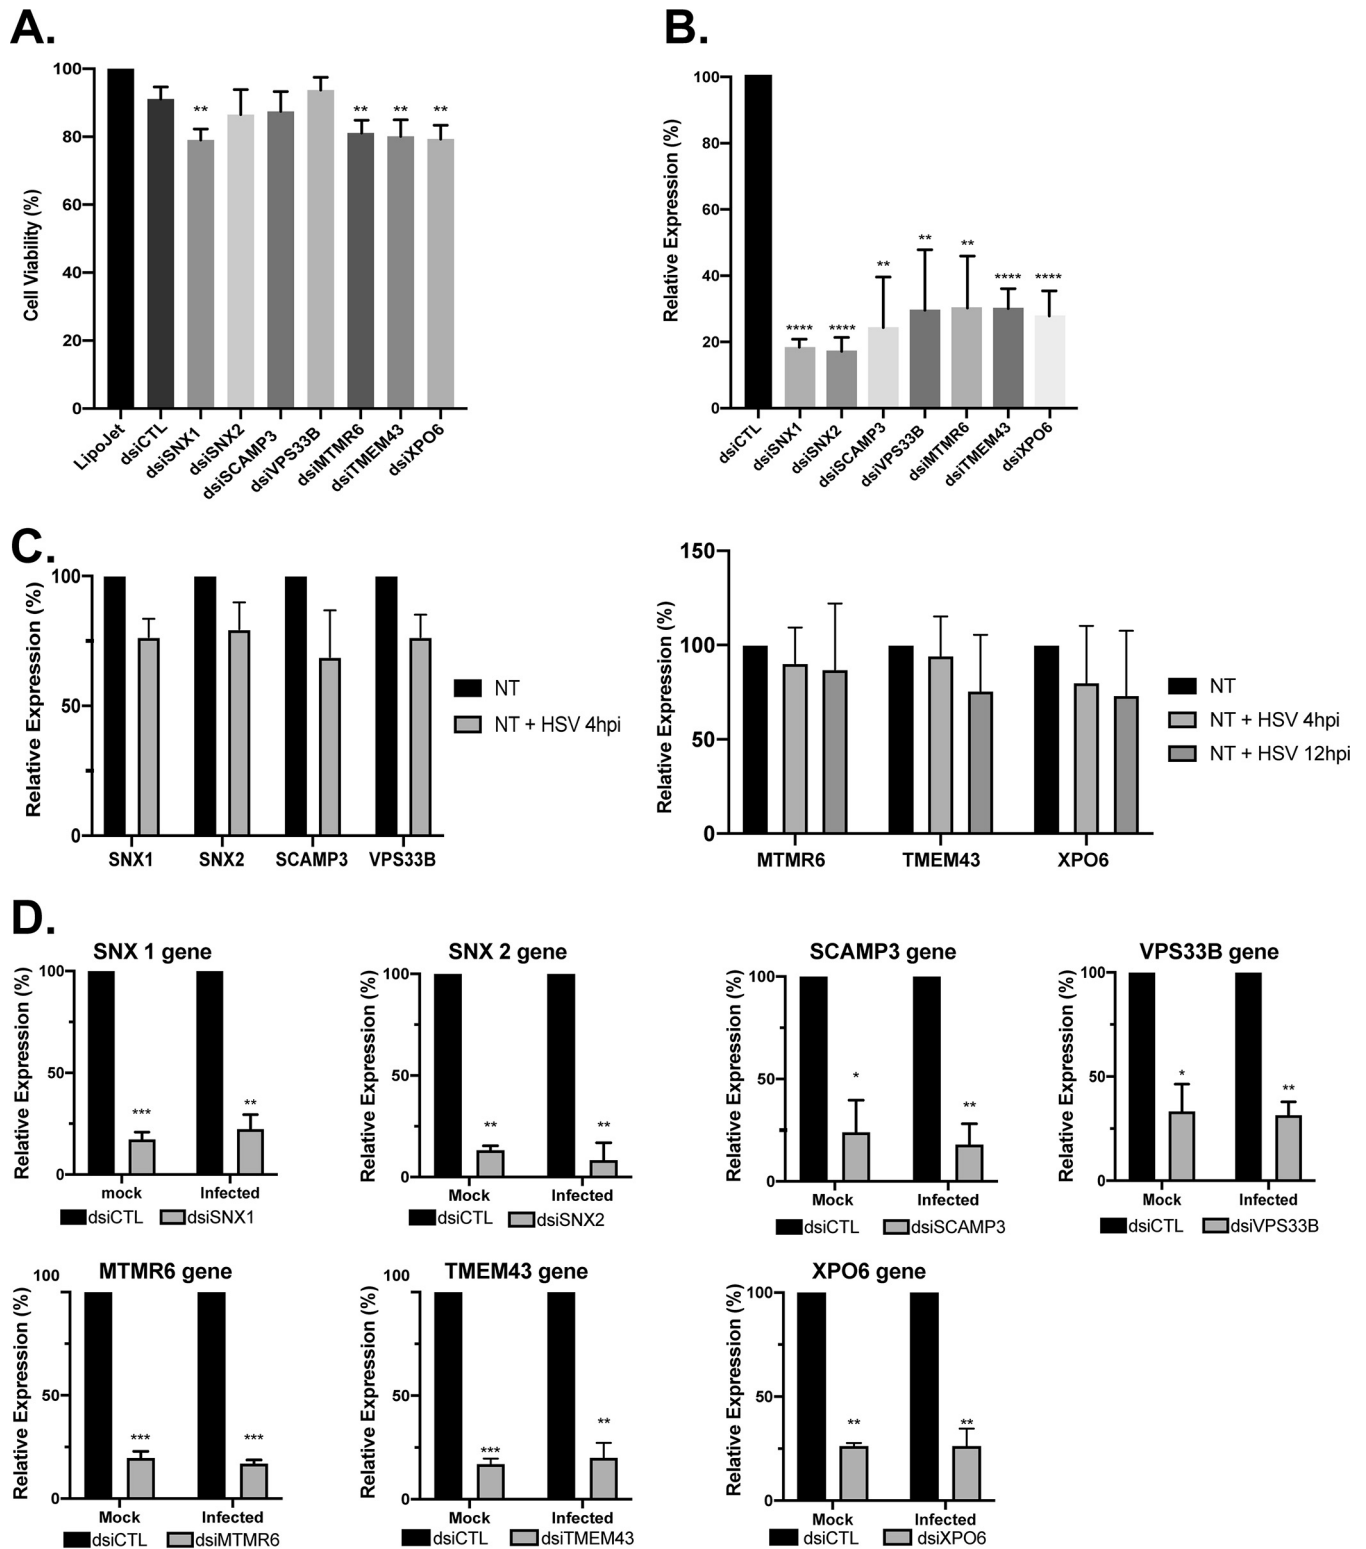 A.
Cell Viability (%)
100
80
60
40
20
0
**
**
**
**
LipoJet
dsiCTL
dsiSNX1
dsiSNX2
dsiSCAMP3
dsiVPS33B
dsiMTMR6
dsiTMEM43
dsiXPO6
B.
Relative Expression (%)
100
80
60
40
20
0
****
****
**
**
**
****
****
dsiCTL
dsiSNX1
dsiSNX2
dsiSCAMP3
dsiVPS33B
dsiMTMR6
dsiTMEM43
dsiXPO6
C.
Relative Expression (%)
100
50
0
SNX1
SNX2
SCAMP3
VPS33B
NT
NT + HSV 4hpi
Relative Expression (%)
150
100
50
0
MTMR6
TMEM43
XPO6
NT
NT + HSV 4hpi
NT + HSV 12hpi
D.
SNX 1 gene
Relative Expression (%)
100
50
0
***
**
mock
Infected
dsiCTL
dsiSNX1
SNX 2 gene
Relative Expression (%)
100
50
0
**
**
Mock
Infected
dsiCTL
dsiSNX2
SCAMP3 gene
Relative Expression (%)
100
50
0
*
**
Mock
Infected
dsiCTL
dsiSCAMP3
VPS33B gene
Relative Expression (%)
100
50
0
*
**
Mock
Infected
dsiCTL
dsiVPS33B
MTMR6 gene
Relative Expression (%)
100
50
0
***
***
Mock
Infected
dsiCTL
dsiMTMR6
TMEM43 gene
Relative Expression (%)
100
50
0
***
**
Mock
Infected
dsiCTL
dsiTMEM43
XPO6 gene
Relative Expression (%)
100
50
0
**
**
Mock
Infected
dsiCTL
dsiXPO6